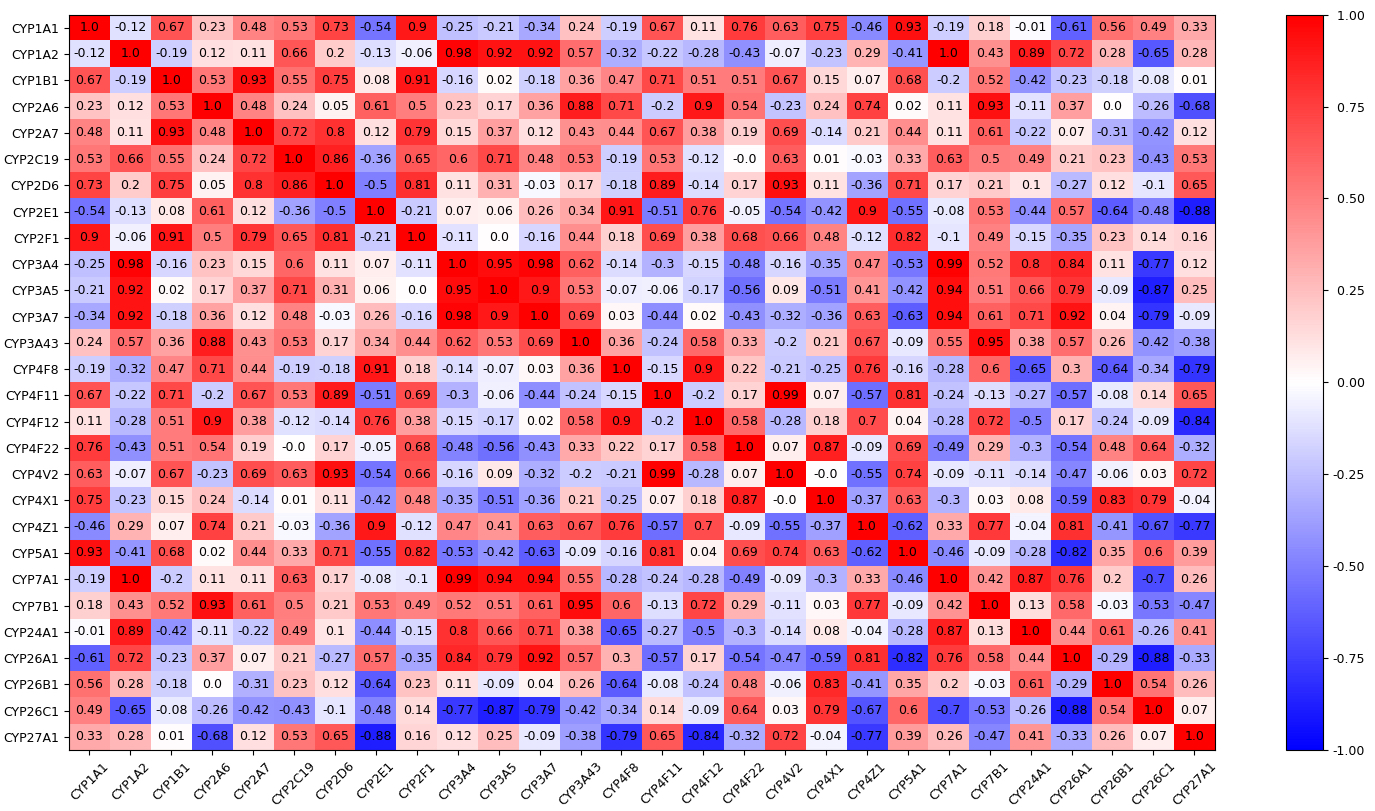 CYP1A1 1.0 -0.12 0.67 0.23 0.48 0.53 0.73 -0.54 0.9 -0.25 -0.21 -0.34 0.24 -0.19 0.67 0.11 0.76 0.63 0.75 -0.46 0.93 -0.19 0.18 -0.01 -0.61 0.56 0.49 0.33 1.00
CYP1A2 -0.12 1.0 -0.19 0.12 0.11 0.66 0.2 -0.13 -0.06 0.98 0.92 0.92 0.57 -0.32 -0.22 -0.28 -0.43 -0.07 -0.23 0.29 -0.41 1.0 0.43 0.89 0.72 0.28 -0.65 0.28
CYP1B1 0.67 -0.19 1.0 0.53 0.93 0.55 0.75 0.08 0.91 -0.16 0.02 -0.18 0.36 0.47 0.71 0.51 0.51 0.67 0.15 0.07 0.68 -0.2 0.52 -0.42 -0.23 -0.18 -0.08 0.01
CYP2A6 0.23 0.12 0.53 1.0 0.48 0.24 0.05 0.61 0.5 0.23 0.17 0.36 0.88 0.71 -0.2 0.9 0.54 -0.23 0.24 0.74 0.02 0.11 0.93 -0.11 0.37 0.0 -0.26 -0.68 0.75
CYP2A7 0.48 0.11 0.93 0.48 1.0 0.72 0.8 0.12 0.79 0.15 0.37 0.12 0.43 0.44 0.67 0.38 0.19 0.69 -0.14 0.21 0.44 0.11 0.61 -0.22 0.07 -0.31 -0.42 0.12
CYP2C19 0.53 0.66 0.55 0.24 0.72 1.0 0.86 -0.36 0.65 0.6 0.71 0.48 0.53 -0.19 0.53 -0.12 -0.0 0.63 0.01 -0.03 0.33 0.63 0.5 0.49 0.21 0.23 -0.43 0.53
CYP2D6 0.73 0.2 0.75 0.05 0.8 0.86 1.0 -0.5 0.81 0.11 0.31 -0.03 0.17 -0.18 0.89 -0.14 0.17 0.93 0.11 -0.36 0.71 0.17 0.21 0.1 -0.27 0.12 -0.1 0.65 0.50
CYP2E1 -0.54 -0.13 0.08 0.61 0.12 -0.36 -0.5 1.0 -0.21 0.07 0.06 0.26 0.34 0.91 -0.51 0.76 -0.05 -0.54 -0.42 0.9 -0.55 -0.08 0.53 -0.44 0.57 -0.64 -0.48 -0.88
CYP2F1 0.9 -0.06 0.91 0.5 0.79 0.65 0.81 -0.21 1.0 -0.11 0.0 -0.16 0.44 0.18 0.69 0.38 0.68 0.66 0.48 -0.12 0.82 -0.1 0.49 -0.15 -0.35 0.23 0.14 0.16
CYP3A4 -0.25 0.98 -0.16 0.23 0.15 0.6 0.11 0.07 -0.11 1.0 0.95 0.98 0.62 -0.14 -0.3 -0.15 -0.48 -0.16 -0.35 0.47 -0.53 0.99 0.52 0.8 0.84 0.11 -0.77 0.12
CYP3A5 -0.21 0.92 0.02 0.17 0.37 0.71 0.31 0.06 0.0 0.95 1.0 0.9 0.53 -0.07 -0.06 -0.17 -0.56 0.09 -0.51 0.41 -0.42 0.94 0.51 0.66 0.79 -0.09 -0.87 0.25 0.25
CYP3A7 -0.34 0.92 -0.18 0.36 0.12 0.48 -0.03 0.26 -0.16 0.98 0.9 1.0 0.69 0.03 -0.44 0.02 -0.43 -0.32 -0.36 0.63 -0.63 0.94 0.61 0.71 0.92 0.04 -0.79 -0.09
CYP3A43 0.24 0.57 0.36 0.88 0.43 0.53 0.17 0.34 0.44 0.62 0.53 0.69 1.0 0.36 -0.24 0.58 0.33 -0.2 0.21 0.67 -0.09 0.55 0.95 0.38 0.57 0.26 -0.42 -0.38
CYP4F8 -0.19 -0.32 0.47 0.71 0.44 -0.19 -0.18 0.91 0.18 -0.14 -0.07 0.03 0.36 1.0 -0.15 0.9 0.22 -0.21 -0.25 0.76 -0.16 -0.28 0.6 -0.65 0.3 -0.64 -0.34 -0.79 0.00
CYP4F11 0.67 -0.22 0.71 -0.2 0.67 0.53 0.89 -0.51 0.69 -0.3 -0.06 -0.44 -0.24 -0.15 1.0 -0.2 0.17 0.99 0.07 -0.57 0.81 -0.24 -0.13 -0.27 -0.57 -0.08 0.14 0.65
CYP4F12 0.11 -0.28 0.51 0.9 0.38 -0.12 -0.14 0.76 0.38 -0.15 -0.17 0.02 0.58 0.9 -0.2 1.0 0.58 -0.28 0.18 0.7 0.04 -0.28 0.72 -0.5 0.17 -0.24 -0.09 -0.84
CYP4F22 0.76 -0.43 0.51 0.54 0.19 -0.0 0.17 -0.05 0.68 -0.48 -0.56 -0.43 0.33 0.22 0.17 0.58 1.0 0.07 0.87 -0.09 0.69 -0.49 0.29 -0.3 -0.54 0.48 0.64 -0.32
CYP4V2 0.63 -0.07 0.67 -0.23 0.69 0.63 0.93 -0.54 0.66 -0.16 0.09 -0.32 -0.2 -0.21 0.99 -0.28 0.07 1.0 -0.0 -0.55 0.74 -0.09 -0.11 -0.14 -0.47 -0.06 0.03 0.72 -0.25
CYP4X1 0.75 -0.23 0.15 0.24 -0.14 0.01 0.11 -0.42 0.48 -0.35 -0.51 -0.36 0.21 -0.25 0.07 0.18 0.87 -0.0 1.0 -0.37 0.63 -0.3 0.03 0.08 -0.59 0.83 0.79 -0.04
CYP4Z1 -0.46 0.29 0.07 0.74 0.21 -0.03 -0.36 0.9 -0.12 0.47 0.41 0.63 0.67 0.76 -0.57 0.7 -0.09 -0.55 -0.37 1.0 -0.62 0.33 0.77 -0.04 0.81 -0.41 -0.67 -0.77
CYP5A1 0.93 -0.41 0.68 0.02 0.44 0.33 0.71 -0.55 0.82 -0.53 -0.42 -0.63 -0.09 -0.16 0.81 0.04 0.69 0.74 0.63 -0.62 1.0 -0.46 -0.09 -0.28 -0.82 0.35 0.6 0.39 -0.50
CYP7A1 -0.19 1.0 -0.2 0.11 0.11 0.63 0.17 -0.08 -0.1 0.99 0.94 0.94 0.55 -0.28 -0.24 -0.28 -0.49 -0.09 -0.3 0.33 -0.46 1.0 0.42 0.87 0.76 0.2 -0.7 0.26
CYP7B1 0.18 0.43 0.52 0.93 0.61 0.5 0.21 0.53 0.49 0.52 0.51 0.61 0.95 0.6 -0.13 0.72 0.29 -0.11 0.03 0.77 -0.09 0.42 1.0 0.13 0.58 -0.03 -0.53 -0.47
CYP24A1 -0.01 0.89 -0.42 -0.11 -0.22 0.49 0.1 -0.44 -0.15 0.8 0.66 0.71 0.38 -0.65 -0.27 -0.5 -0.3 -0.14 0.08 -0.04 -0.28 0.87 0.13 1.0 0.44 0.61 -0.26 0.41
CYP26A1 -0.61 0.72 -0.23 0.37 0.07 0.21 -0.27 0.57 -0.35 0.84 0.79 0.92 0.57 0.3 -0.57 0.17 -0.54 -0.47 -0.59 0.81 -0.82 0.76 0.58 0.44 1.0 -0.29 -0.88 -0.33 -0.75
CYP26B1 0.56 0.28 -0.18 0.0 -0.31 0.23 0.12 -0.64 0.23 0.11 -0.09 0.04 0.26 -0.64 -0.08 -0.24 0.48 -0.06 0.83 -0.41 0.35 0.2 -0.03 0.61 -0.29 1.0 0.54 0.26
CYP26C1 0.49 -0.65 -0.08 -0.26 -0.42 -0.43 -0.1 -0.48 0.14 -0.77 -0.87 -0.79 -0.42 -0.34 0.14 -0.09 0.64 0.03 0.79 -0.67 0.6 -0.7 -0.53 -0.26 -0.88 0.54 1.0 0.07
CYP27A1 0.33 0.28 0.01 -0.68 0.12 0.53 0.65 -0.88 0.16 0.12 0.25 -0.09 -0.38 -0.79 0.65 -0.84 -0.32 0.72 -0.04 -0.77 0.39 0.26 -0.47 0.41 -0.33 0.26 0.07 1.0 -1.00
CYP1A1 CYP1A2 CYP1B1 CYP2A6 CYP2A7 CYP2C19 CYP2D6 CYP2E1 CYP2F1 CYP3A4 CYP3A5 CYP3A7 CYP3A43 CYP4F8 CYP4F11 CYP4F12 CYP4F22 CYP4V2 CYP4X1 CYP4Z1 CYP5A1 CYP7A1 CYP7B1 CYP24A1 CYP26A1 CYP26B1 CYP26C1 CYP27A1